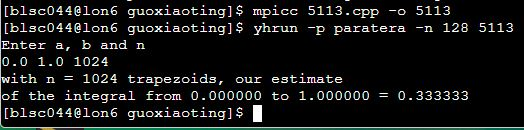 [blsc044@lon6 guoxiaoting]$ mpicc 5113.cpp -o 5113
[blsc044@lon6 guoxiaoting]$ yhrun -p paratera -n 128 5113
Enter a, b and n
0.0 1.0 1024
with n = 1024 trapezoids, our estimate
of the integral from 0.000000 to 1.000000 = 0.333333
[blsc044@lon6 guoxiaoting]$